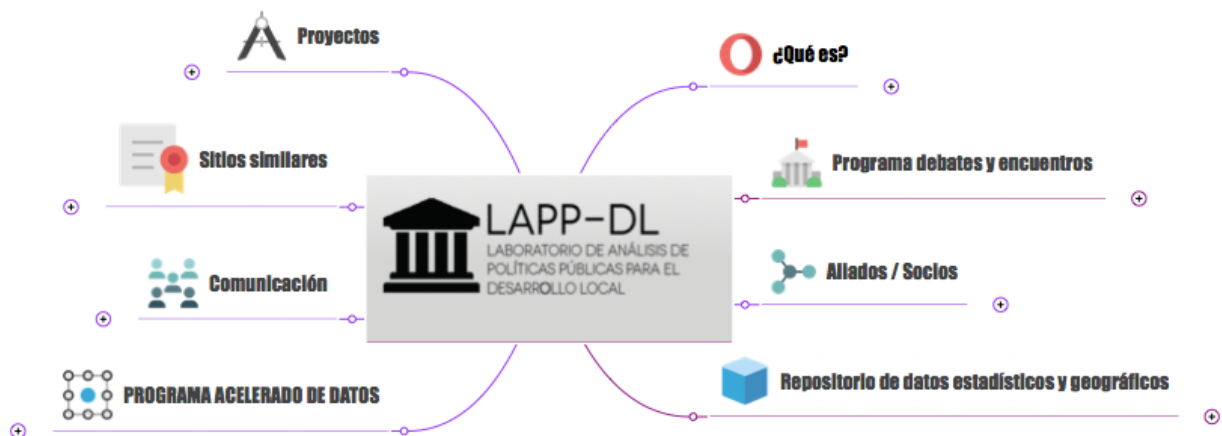 Proyectos
¿Qué es?
Sitios similares
Programa debates y encuentros
LAPP-DL
LABORATORIO DE ANÁLISIS DE
POLÍTICAS PÚBLICAS PARA EL
DESARROLLO LOCAL
Comunicación
Aliados / Socios
PROGRAMA ACELERADO DE DATOS
Repositorio de datos estadísticos y geográficos